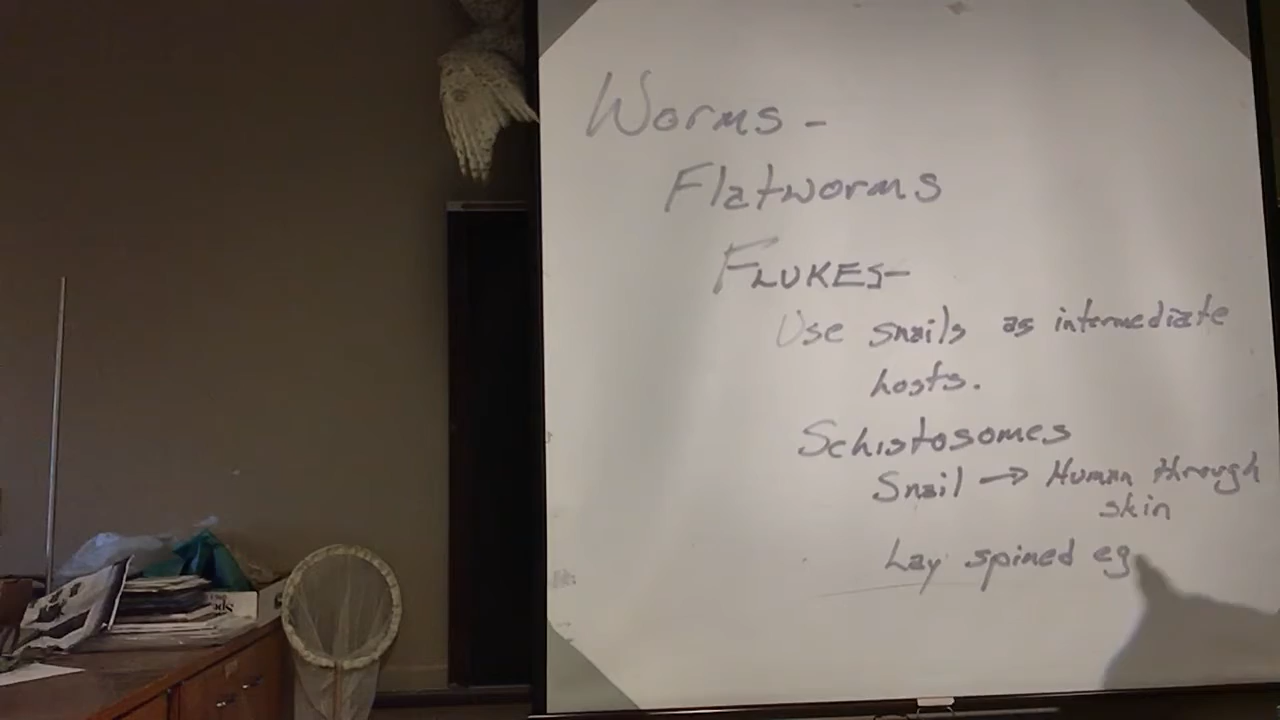 Worms -
Flatworms
FLUKES-
Use snails as intermediate
hosts.
Schistosomes
Snail → Human through
skin
Lay spined eg